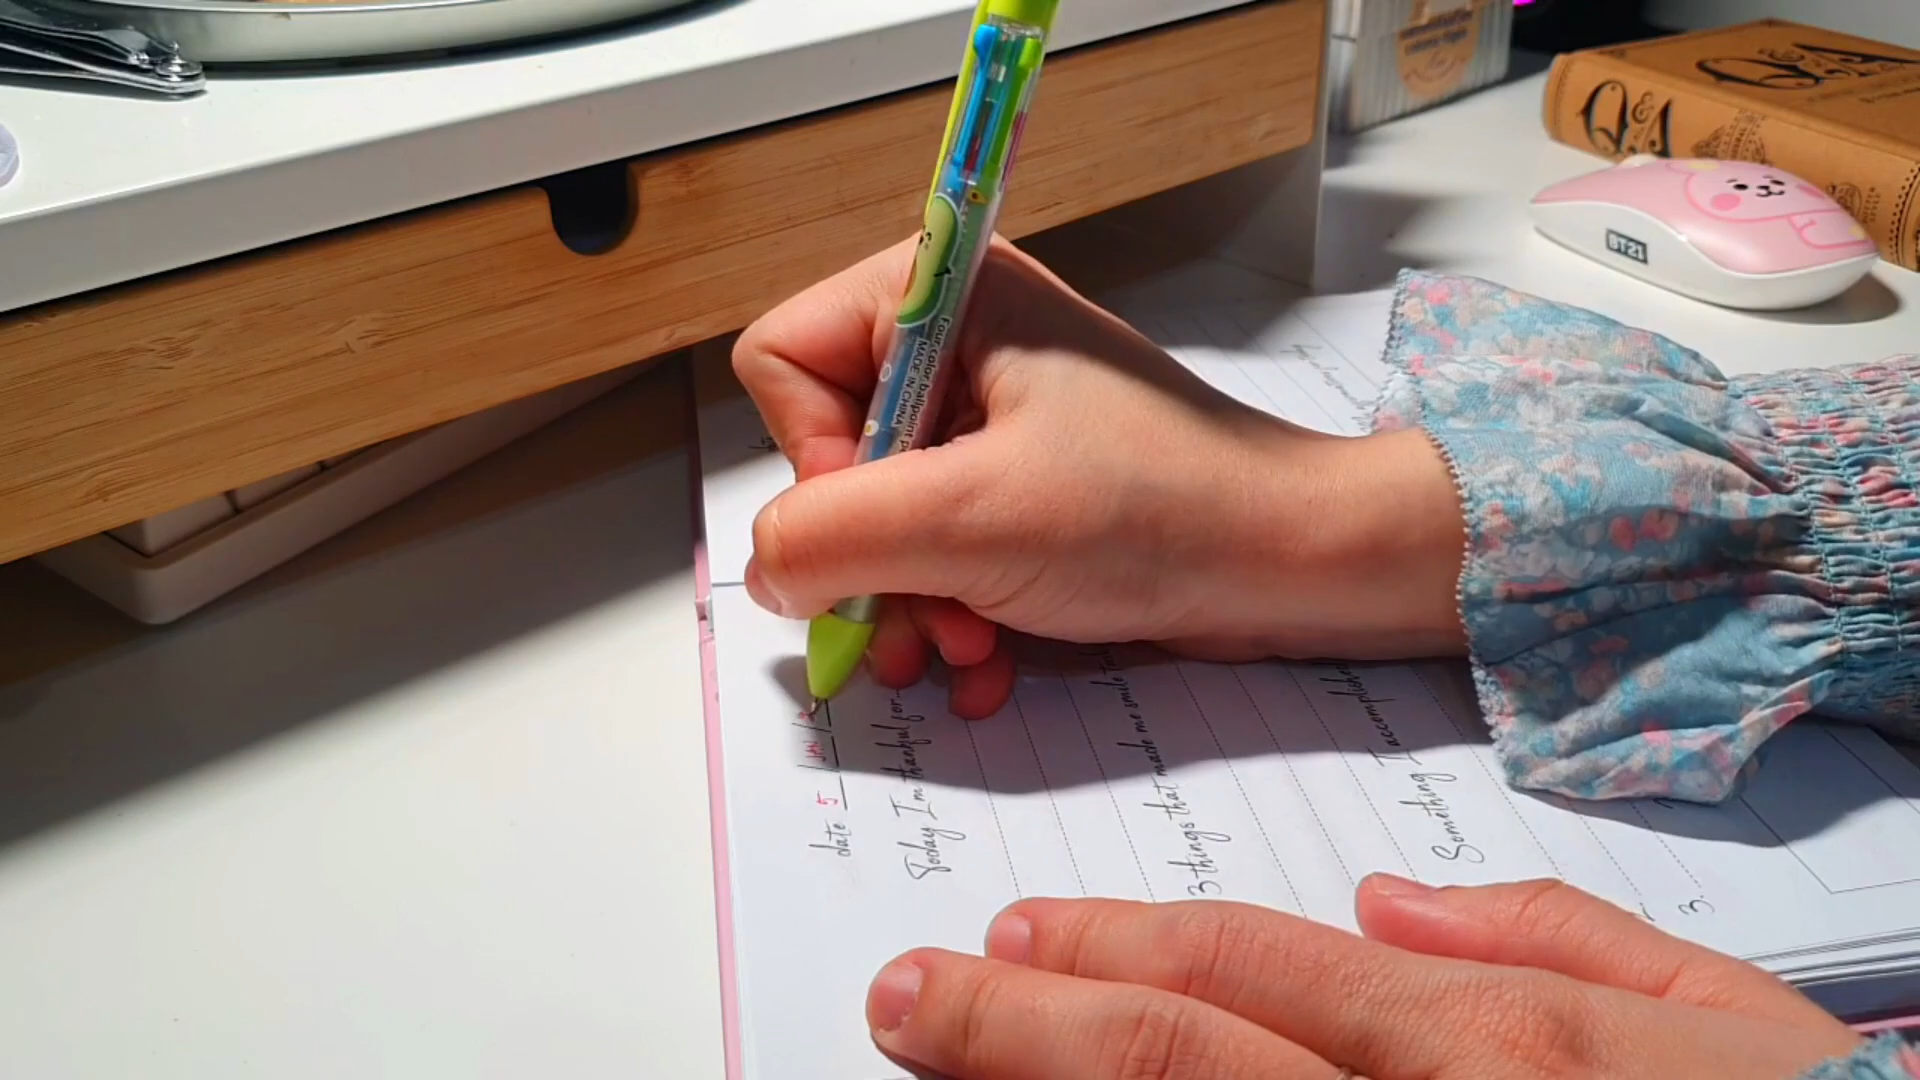 Q&A
Q&A
BT21
Four color ballpoint
MADE IN CHINA
date 5 / JAN /
Today I'm thankful for
3 things that made me smile
Something I accomplished
3.